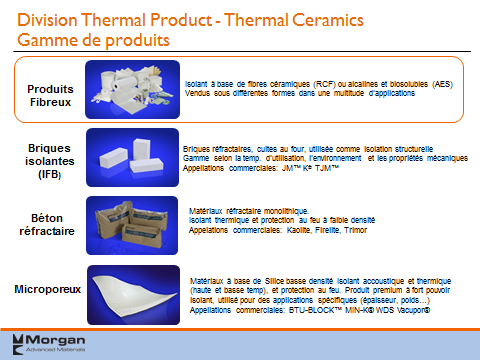 Division Thermal Product - Thermal Ceramics
Gamme de produits
Produits
Fibreux
Isolant à base de fibres céramiques (RCF) ou alcalines et biosolubles (AES)
Vendus sous différentes formes dans une multitude d'applications
Briques
isolantes
(IFB)
Briques réfractaires, cuites au four, utilisée comme isolation structurelle
Gamme selon la temp. d'utilisation, l'environnement et les propriétés mécaniques
Appellations commerciales: JM™ K® TJM™
Béton
réfractaire
Matériaux réfractaire monolithique.
Isolant thermique et protection au feu à faible densité
Appelations commerciales: Kaolite, Firelite, Trimor
Microporeux
Matériaux à base de Silice basse densité isolant accoustique et thermique
(haute et basse temp), et protection au feu. Produit premium à fort pouvoir
isolant, utilisé pour des applications spécifiques (épaisseur, poids...)
Appellations commerciales: BTU-BLOCK™ MIN-K® WDS Vacupor®
Morgan
Advanced Materials